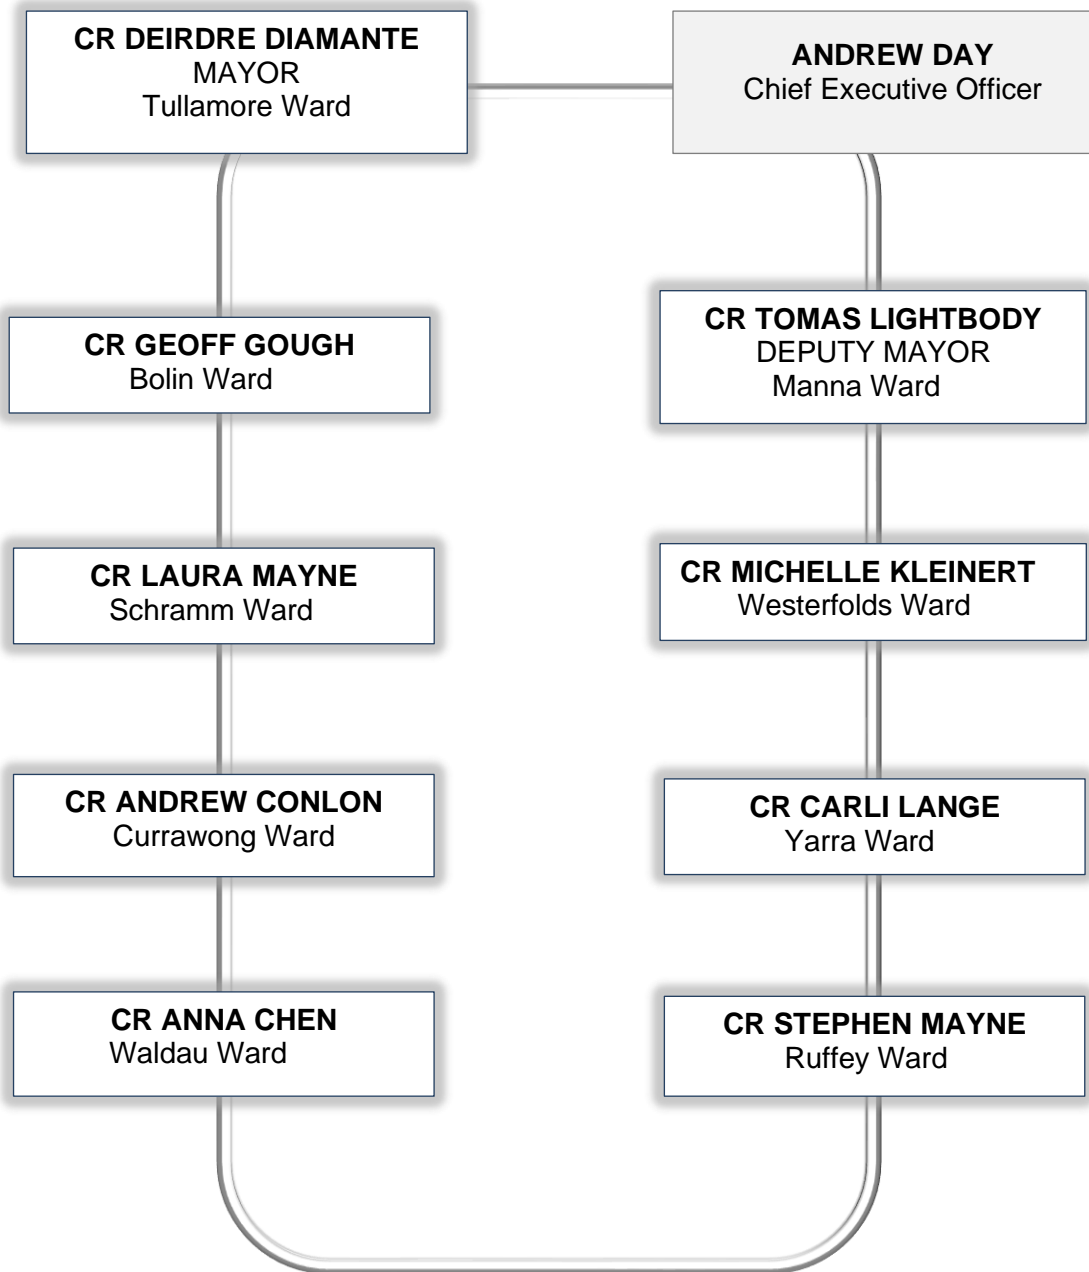 CR DEIRDRE DIAMANTE
MAYOR
Tullamore Ward
ANDREW DAY
Chief Executive Officer
CR GEOFF GOUGH
Bolin Ward
CR TOMAS LIGHTBODY
DEPUTY MAYOR
Manna Ward
CR LAURA MAYNE
Schramm Ward
CR MICHELLE KLEINERT
Westerfolds Ward
CR ANDREW CONLON
Currawong Ward
CR CARLI LANGE
Yarra Ward
CR ANNA CHEN
Waldau Ward
CR STEPHEN MAYNE
Ruffey Ward